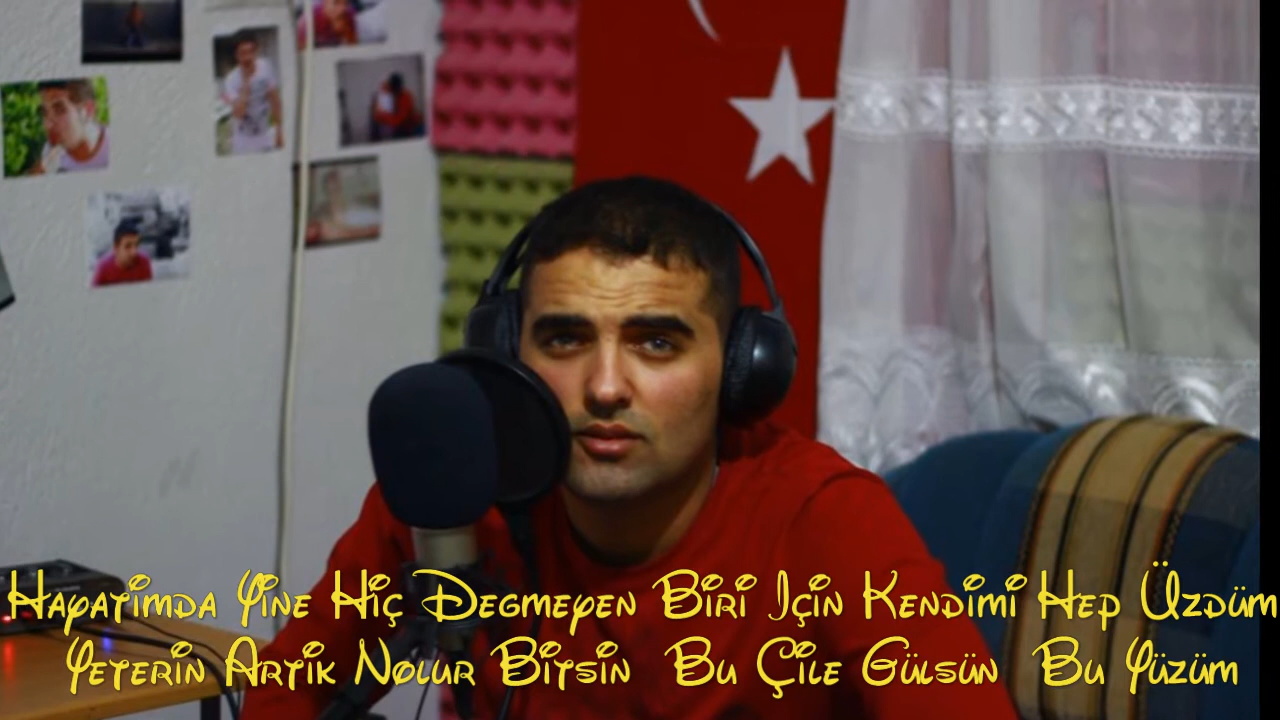 Hayatimda Yine Hiç Degmeyen Biri Için Kendimi Hep Üzdüm
Yeterin Artik Nolur Bitsin Bu Çile Gülsün Bu Yüzüm